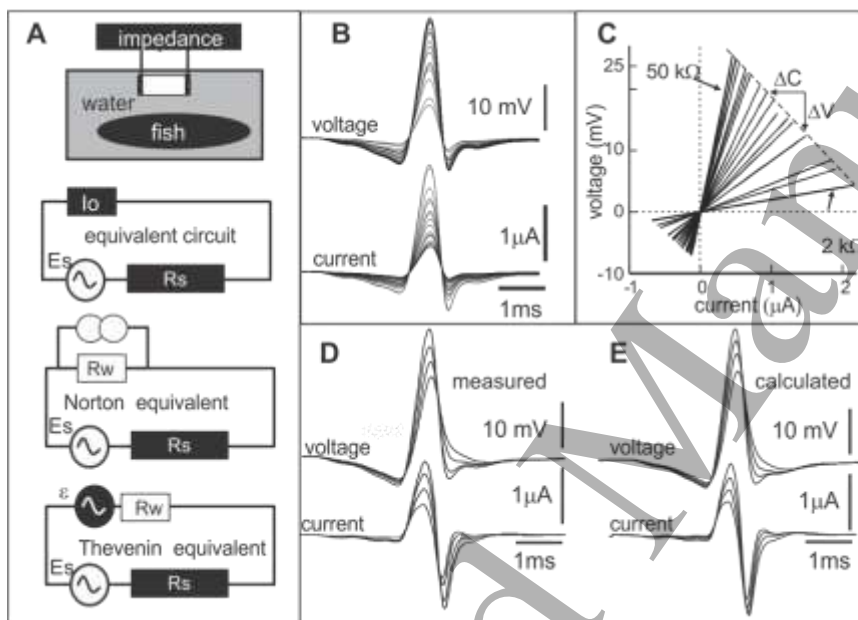 A
impedance
water
fish
Io
equivalent circuit
Es
Rs
Rw
Norton equivalent
Es
Rs
ε
Rw
Thevenin equivalent
Es
Rs
B
voltage
10 mV
current
1μA
1ms
C
50 kΩ
ΔC
ΔV
25
20
10
0
-10
voltage (mV)
2 kΩ
-1
0
1
2
current (μA)
D
measured
voltage
10 mV
1μA
current
1ms
E
calculated
voltage
10 mV
1μA
current
1ms